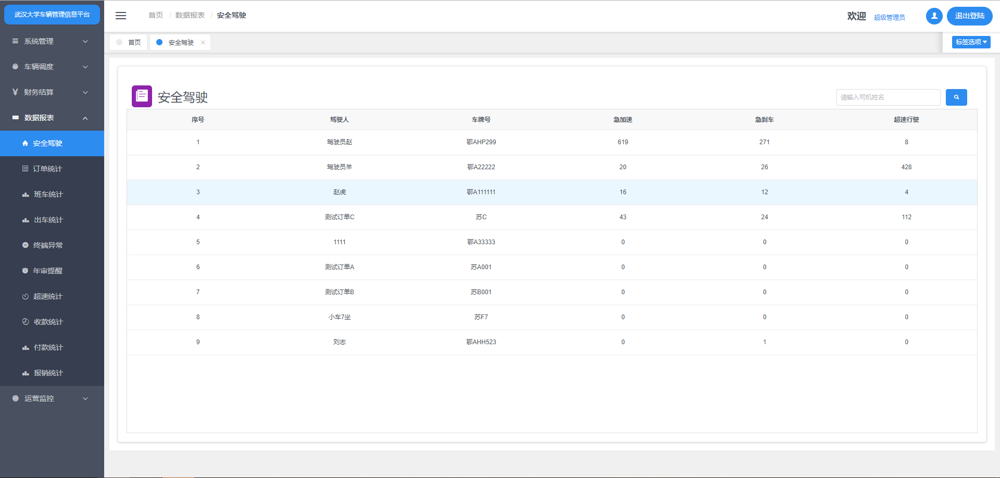 武汉大学车辆管理信息平台
首页 / 数据报表 / 安全驾驶
欢迎 超级管理员
退出登陆
首页
安全驾驶
标签选项
系统管理
车辆调度
财务结算
数据报表
安全驾驶
订单统计
班车统计
出车统计
终端异常
年审提醒
超速统计
收款统计
付款统计
报销统计
运营监控
安全驾驶
请输入司机姓名
序号 驾驶人 车牌号 急加速 急刹车 超速行驶
1 驾驶员赵 鄂AHP299 619 271 8
2 驾驶员羊 鄂A22222 20 26 428
3 赵虎 鄂A111111 16 12 4
4 测试订单C 苏C 43 24 112
5 1111 鄂A33333 0 0 0
6 测试订单A 苏A001 0 0 0
7 测试订单B 苏B001 0 0 0
8 小车7坐 苏F7 0 0 0
9 刘志 鄂AHH523 0 1 0